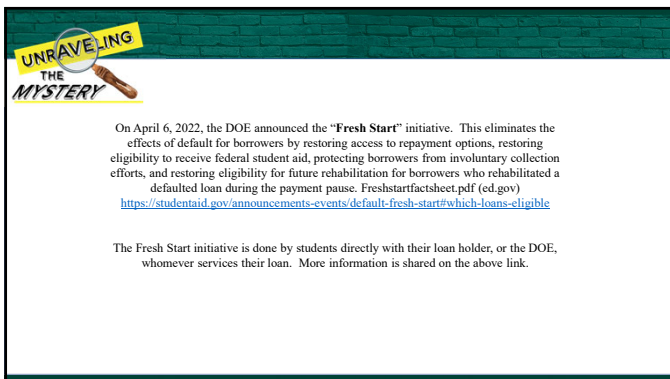 UNRAVELING
THE
MYSTERY
On April 6, 2022, the DOE announced the “Fresh Start” initiative.  This eliminates the
effects of default for borrowers by restoring access to repayment options, restoring
eligibility to receive federal student aid, protecting borrowers from involuntary collection
efforts, and restoring eligibility for future rehabilitation for borrowers who rehabilitated a
defaulted loan during the payment pause. Freshstartfactsheet.pdf (ed.gov)
https://studentaid.gov/announcements-events/default-fresh-start#which-loans-eligible
The Fresh Start initiative is done by students directly with their loan holder, or the DOE,
whomever services their loan.  More information is shared on the above link.